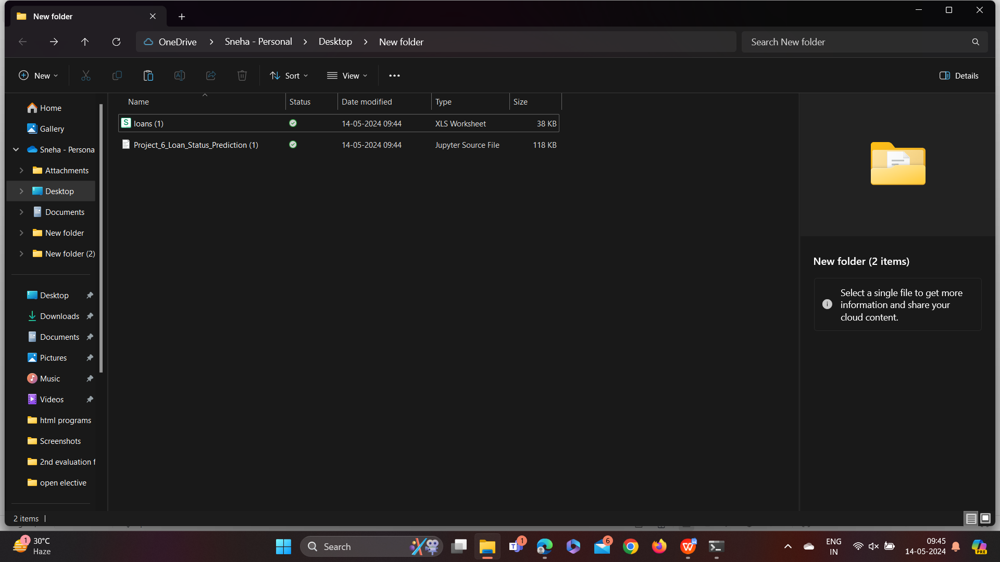 New folder
OneDrive > Sneha - Personal > Desktop > New folder
Search New folder
New
Sort
View
Details
Name Status Date modified Type Size
loans (1) 14-05-2024 09:44 XLS Worksheet 38 KB
Project_6_Loan_Status_Prediction (1) 14-05-2024 09:44 Jupyter Source File 118 KB
Home
Gallery
Sneha - Persona
Attachments
Desktop
Documents
New folder
New folder (2)
Desktop
Downloads
Documents
Pictures
Music
Videos
html programs
Screenshots
2nd evaluation f
open elective
New folder (2 items)
Select a single file to get more
information and share your
cloud content.
2 items
1
30°C
Haze
Search
1
6
ENG
IN
09:45
14-05-2024
PRE